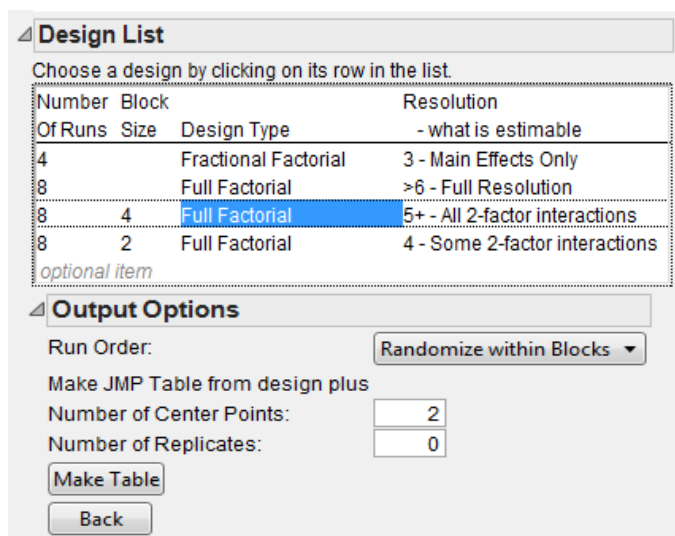 Design List
Choose a design by clicking on its row in the list.
Number Block Resolution
Of Runs Size Design Type - what is estimable
4 Fractional Factorial 3 - Main Effects Only
8 Full Factorial >6 - Full Resolution
8 4 Full Factorial 5+ - All 2-factor interactions
8 2 Full Factorial 4 - Some 2-factor interactions
optional item
Output Options
Run Order: Randomize within Blocks
Make JMP Table from design plus
Number of Center Points: 2
Number of Replicates: 0
Make Table
Back